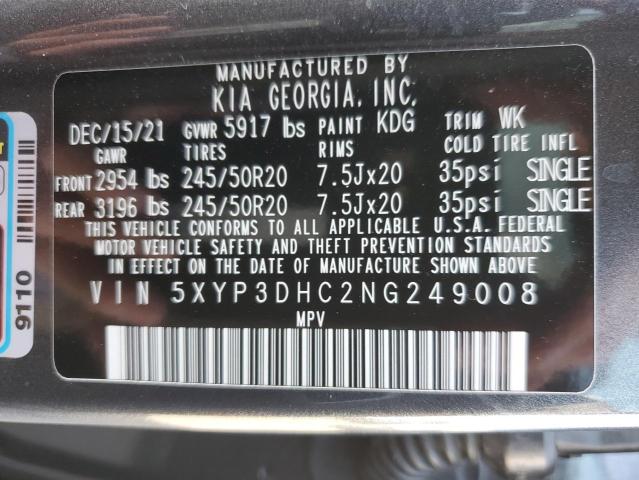 MANUFACTURED BY
KIA GEORGIA, INC.
DEC/15/21 GVWR 5917 lbs PAINT KDG TRIM WK
GAWR TIRES RIMS COLD TIRE INFL
FRONT 2954 lbs 245/50R20 7.5Jx20 35psi SINGLE
REAR 3196 lbs 245/50R20 7.5Jx20 35psi SINGLE
THIS VEHICLE CONFORMS TO ALL APPLICABLE U.S.A. FEDERAL
MOTOR VEHICLE SAFETY AND THEFT PREVENTION STANDARDS
IN EFFECT ON THE DATE OF MANUFACTURE SHOWN ABOVE
VIN 5XYP3DHC2NG249008
MPV
9110